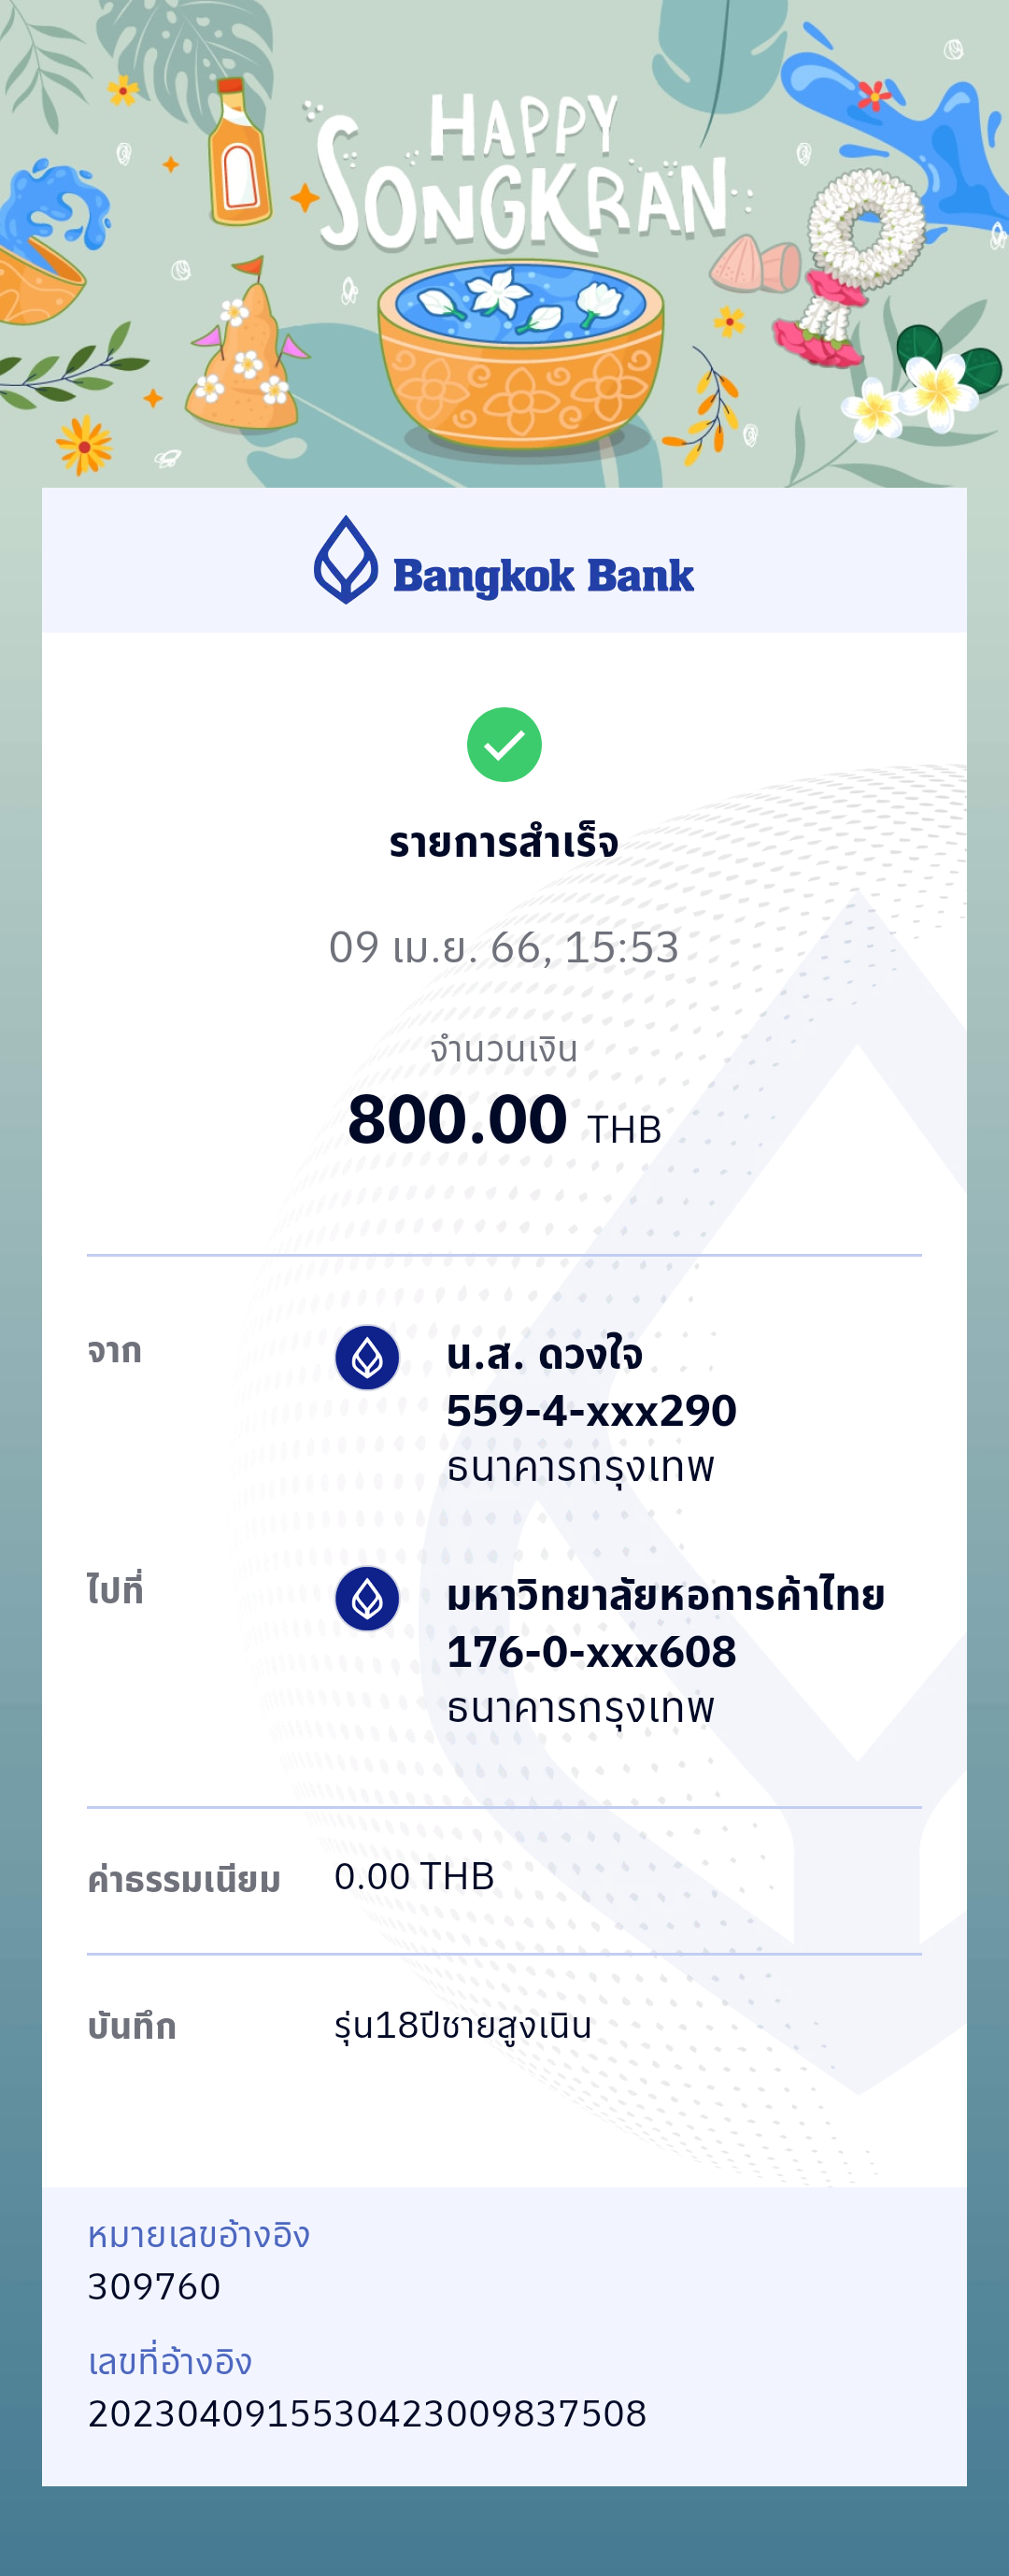 HAPPY
SONGKRAN
Bangkok Bank
รายการสำเร็จ
09 เม.ย. 66, 15:53
จำนวนเงิน
800.00 THB
จาก
น.ส. ดวงใจ
559-4-xxx290
ธนาคารกรุงเทพ
ไปที่
มหาวิทยาลัยหอการค้าไทย
176-0-xxx608
ธนาคารกรุงเทพ
ค่าธรรมเนียม 0.00 THB
บันทึก รุ่น18ปีชายสูงเนิน
หมายเลขอ้างอิง
309760
เลขที่อ้างอิง
2023040915530423009837508